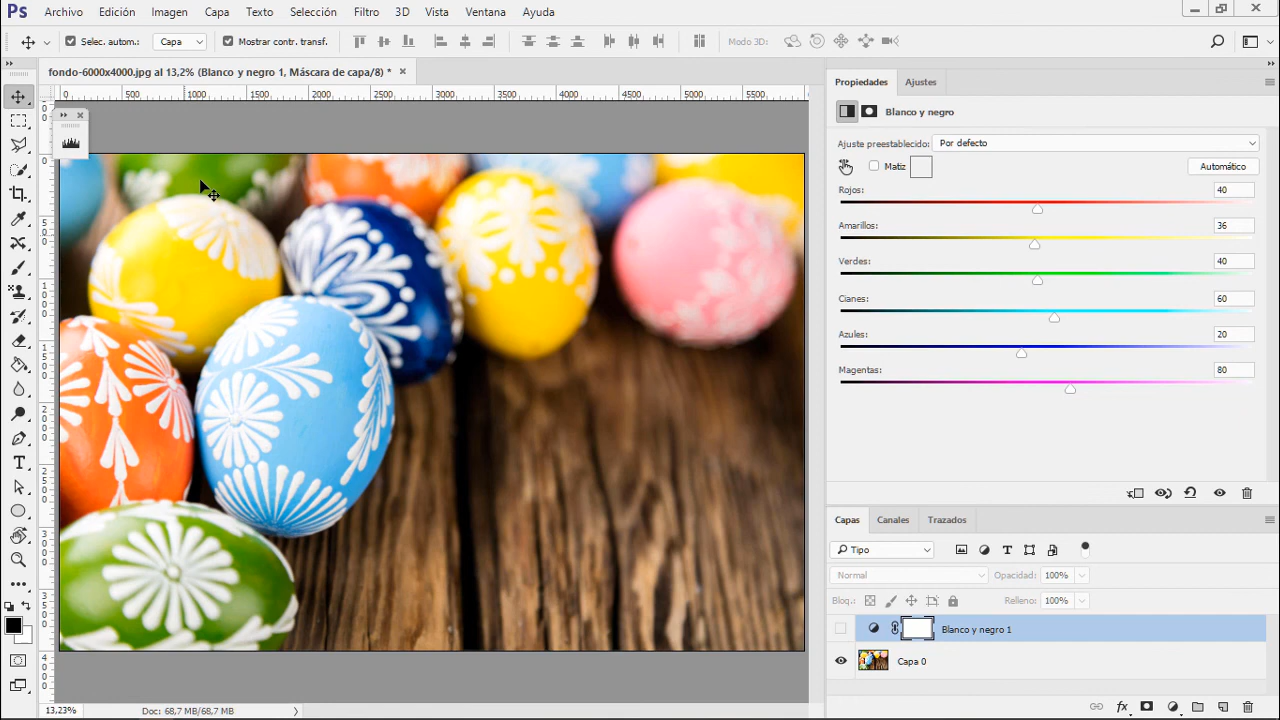 Ps Archivo Edición Imagen Capa Texto Selección Filtro 3D Vista Ventana Ayuda
Selec. autom.: Capa Mostrar contr. transf. Modo 3D:
fondo-6000x4000.jpg al 13,2% (Blanco y negro 1, Máscara de capa/8) * ×
0 500 1000 1500 2000 2500 3000 3500 4000 4500 5000 5500
Propiedades Ajustes
Blanco y negro
Ajuste preestablecido: Por defecto
Matiz Automático
Rojos: 40
Amarillos: 36
Verdes: 40
Cianes: 60
Azules: 20
Magentas: 80
Capas Canales Trazados
Tipo
Normal Opacidad: 100%
Bloq.: Relleno: 100%
Blanco y negro 1
Capa 0
fx
13,23% Doc: 68,7 MB/68,7 MB